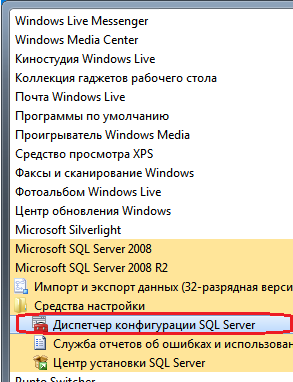 Windows Live Messenger
Windows Media Center
Киностудия Windows Live
Коллекция гаджетов рабочего стола
Почта Windows Live
Программы по умолчанию
Проигрыватель Windows Media
Средство просмотра XPS
Факсы и сканирование Windows
Фотоальбом Windows Live
Центр обновления Windows
Microsoft Silverlight
Microsoft SQL Server 2008
Microsoft SQL Server 2008 R2
Импорт и экспорт данных (32-разрядная верси
Средства настройки
Диспетчер конфигурации SQL Server
Служба отчетов об ошибках и использован
Центр установки SQL Server
Punto Switcher